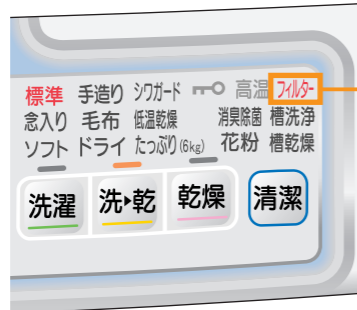 標準 手造り シワガード 高温 フィルター
念入り 毛布 低温乾燥 消臭除菌 槽洗浄
ソフト ドライ たっぷり(6kg) 花粉 槽乾燥
洗濯 洗▶乾 乾燥 清潔